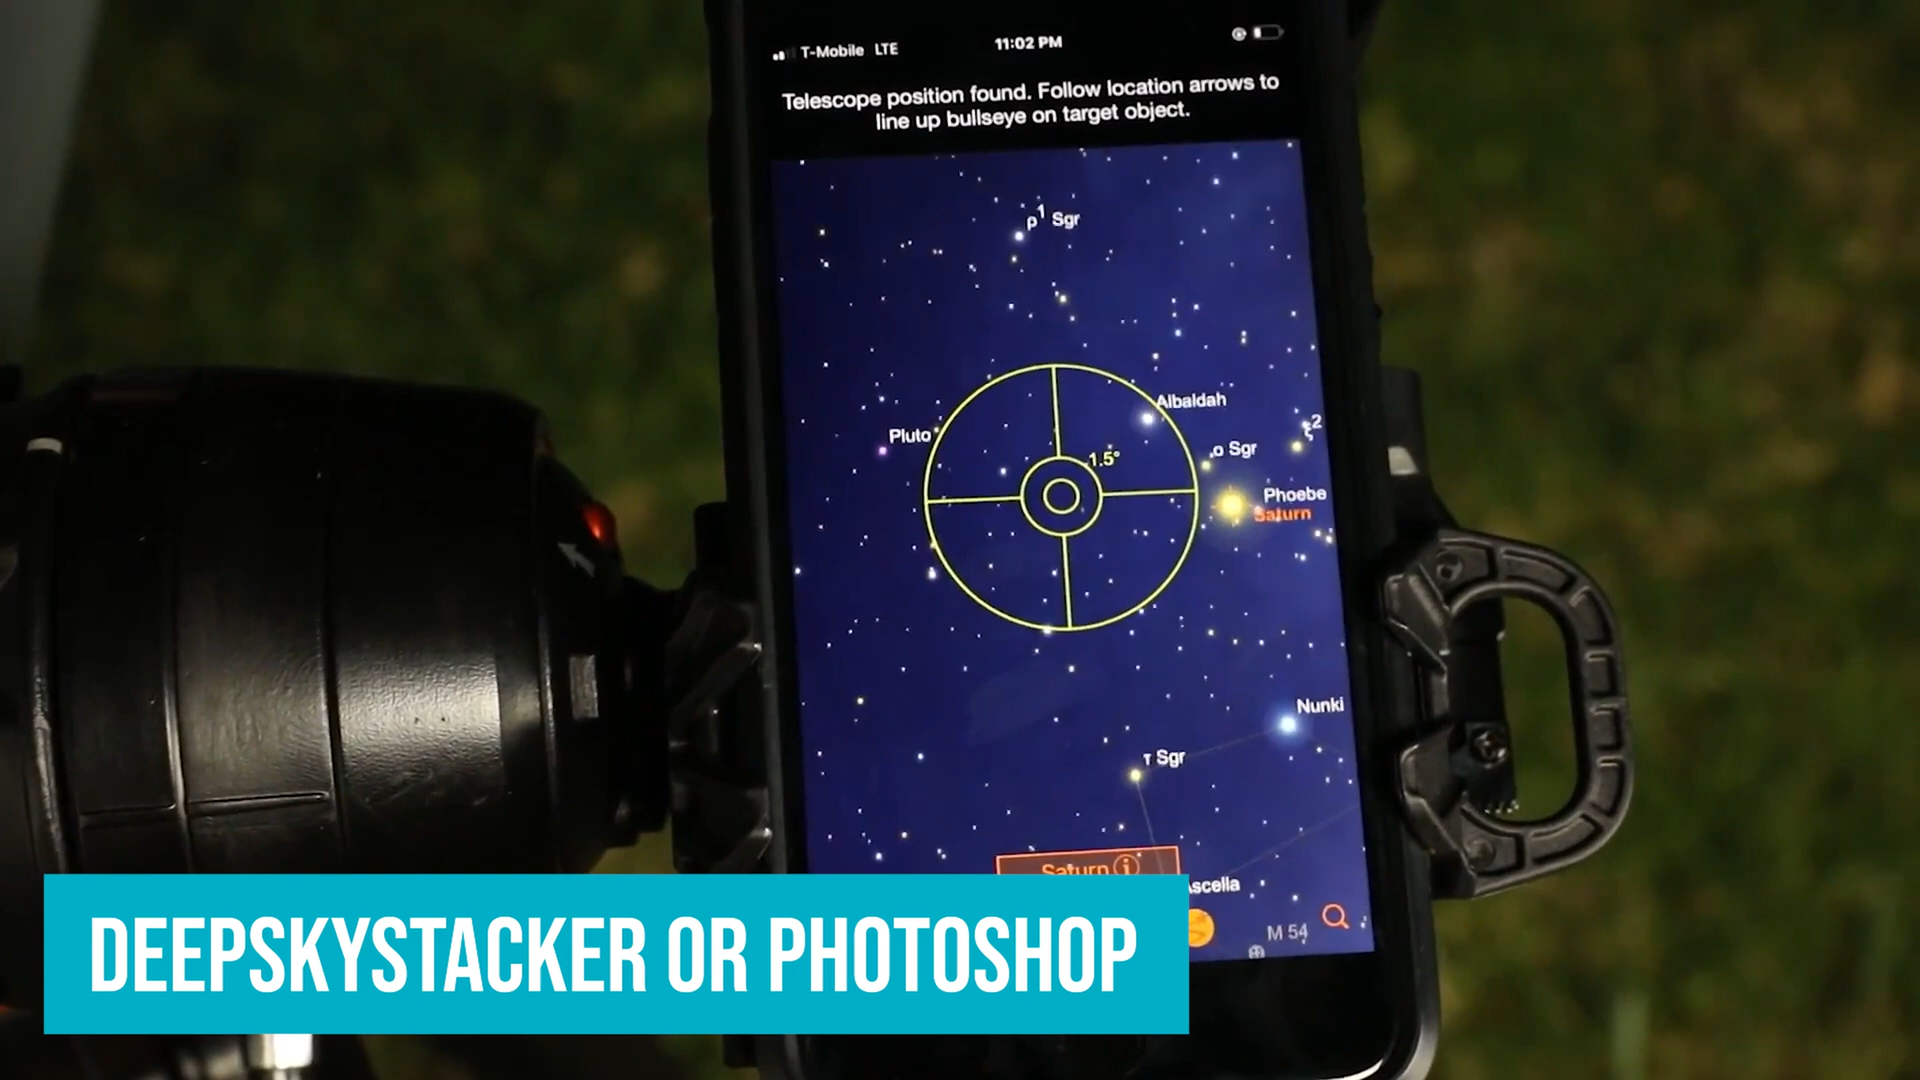 T-Mobile LTE 11:02 PM
Telescope position found. Follow location arrows to
line up bullseye on target object.
ρ¹ Sgr
Albaldah
Pluto
ξ²
ο Sgr
1.5°
Phoebe
Saturn
Nunki
τ Sgr
Saturn ⓘ
Ascella
M 54
DEEPSKYSTACKER OR PHOTOSHOP